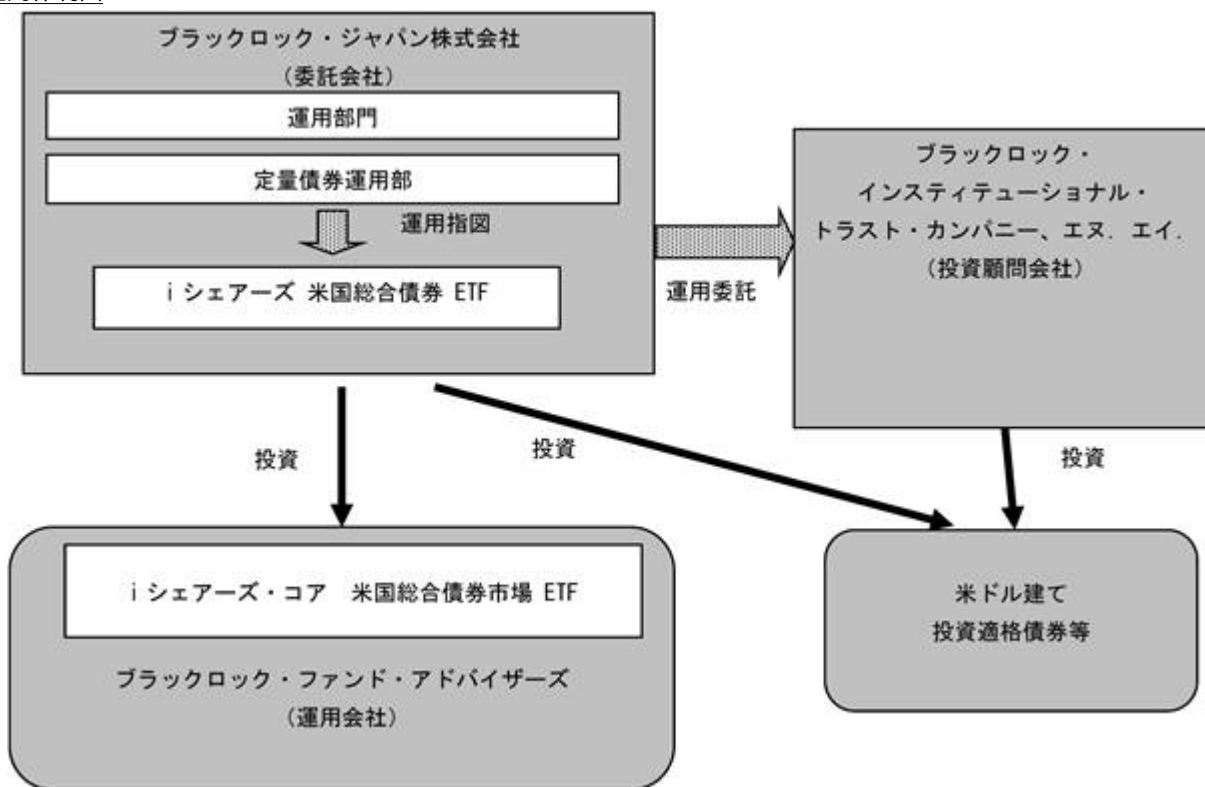 ブラックロック・ジャパン株式会社
（委託会社）
運用部門
定量債券運用部
運用指図
i シェアーズ 米国総合債券 ETF
運用委託
ブラックロック・
インスティテューショナル・
トラスト・カンパニー、エヌ．エイ．
（投資顧問会社）
投資
投資
投資
i シェアーズ・コア　米国総合債券市場 ETF
ブラックロック・ファンド・アドバイザーズ
（運用会社）
米ドル建て
投資適格債券等